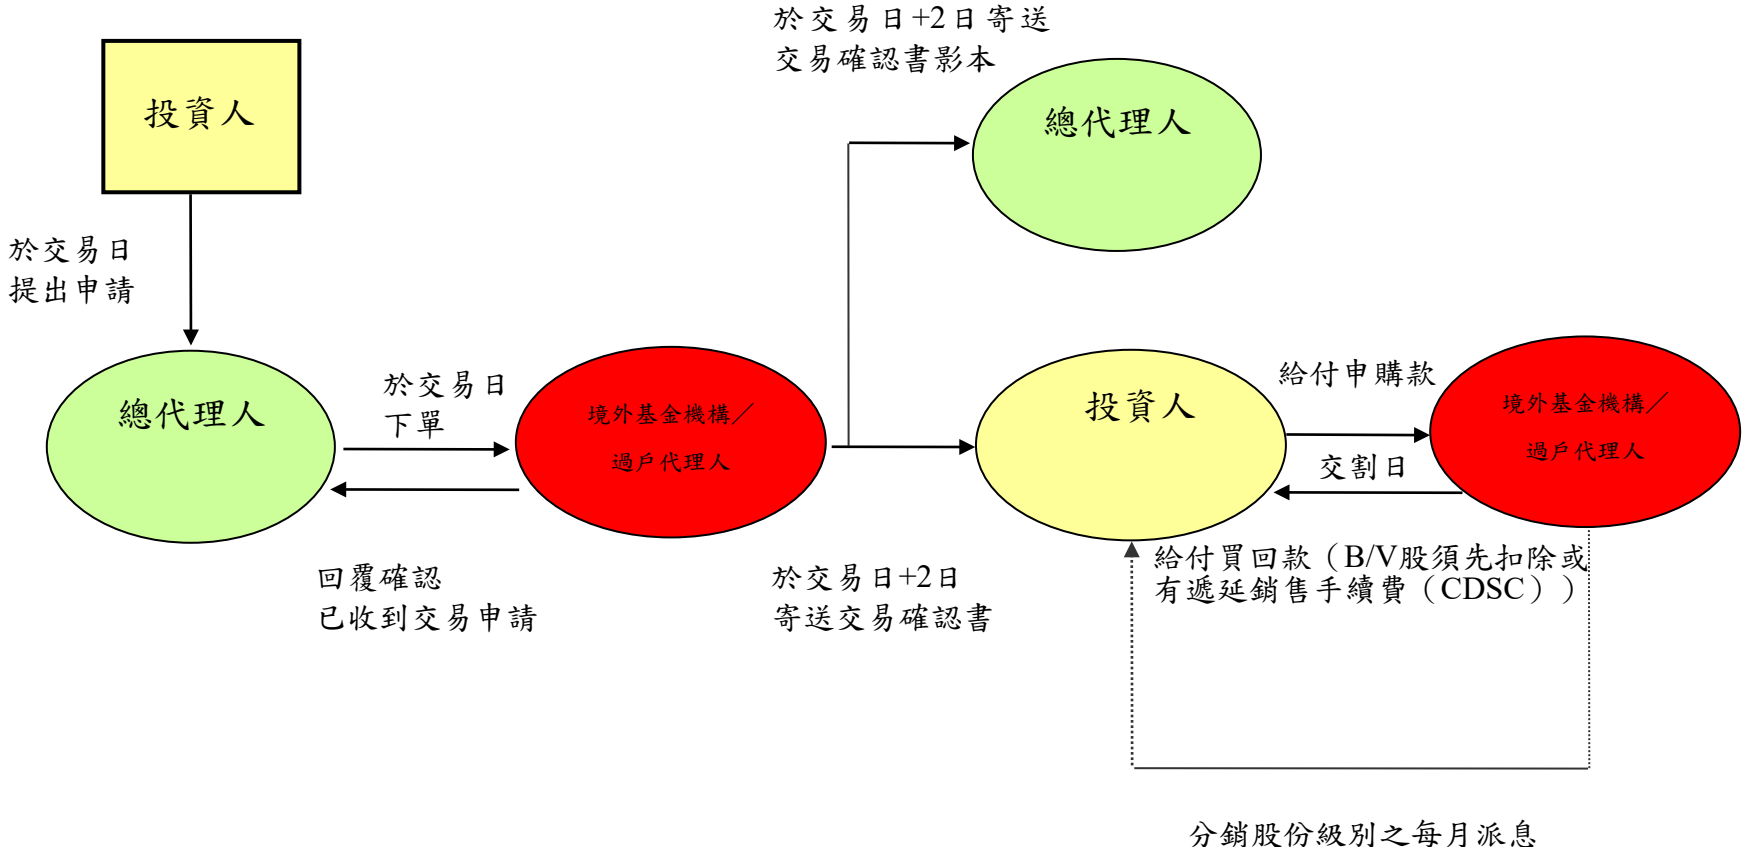 於交易日+2日寄送
交易確認書影本
投資人
總代理人
於交易日
提出申請
總代理人
於交易日
下單
境外基金機構／
過戶代理人
投資人
給付申購款
交割日
境外基金機構／
過戶代理人
回覆確認
已收到交易申請
於交易日+2日
寄送交易確認書
給付買回款（B/V股須先扣除或
有遞延銷售手續費（CDSC））
分銷股份級別之每月派息